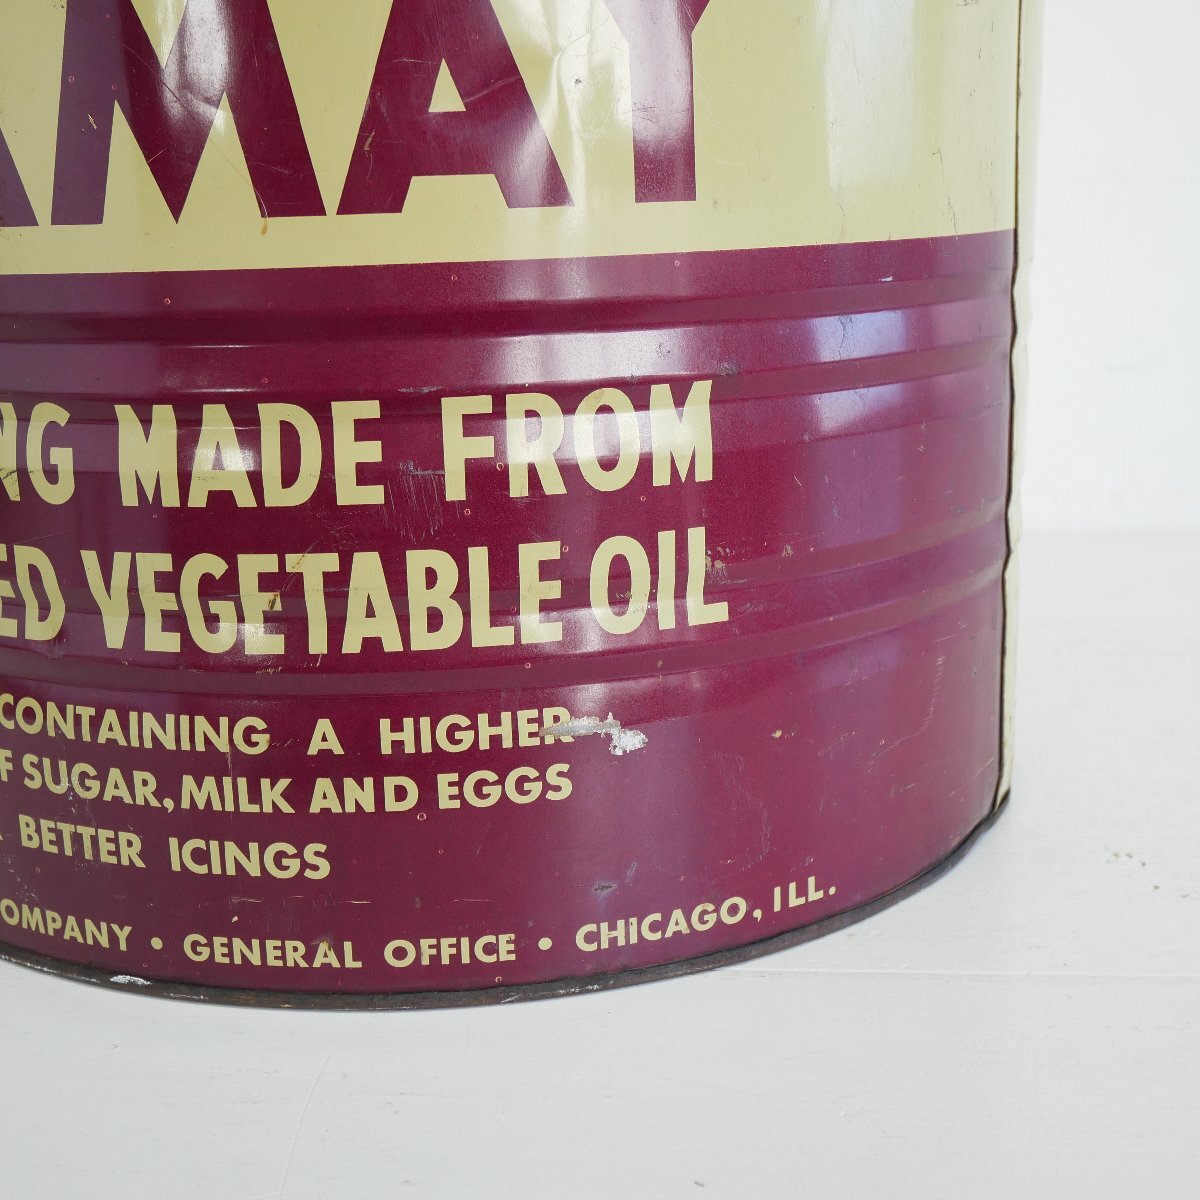 AMAY
NG MADE FROM
ED VEGETABLE OIL
CONTAINING A HIGHER
F SUGAR, MILK AND EGGS
BETTER ICINGS
OMPANY • GENERAL OFFICE • CHICAGO, ILL.